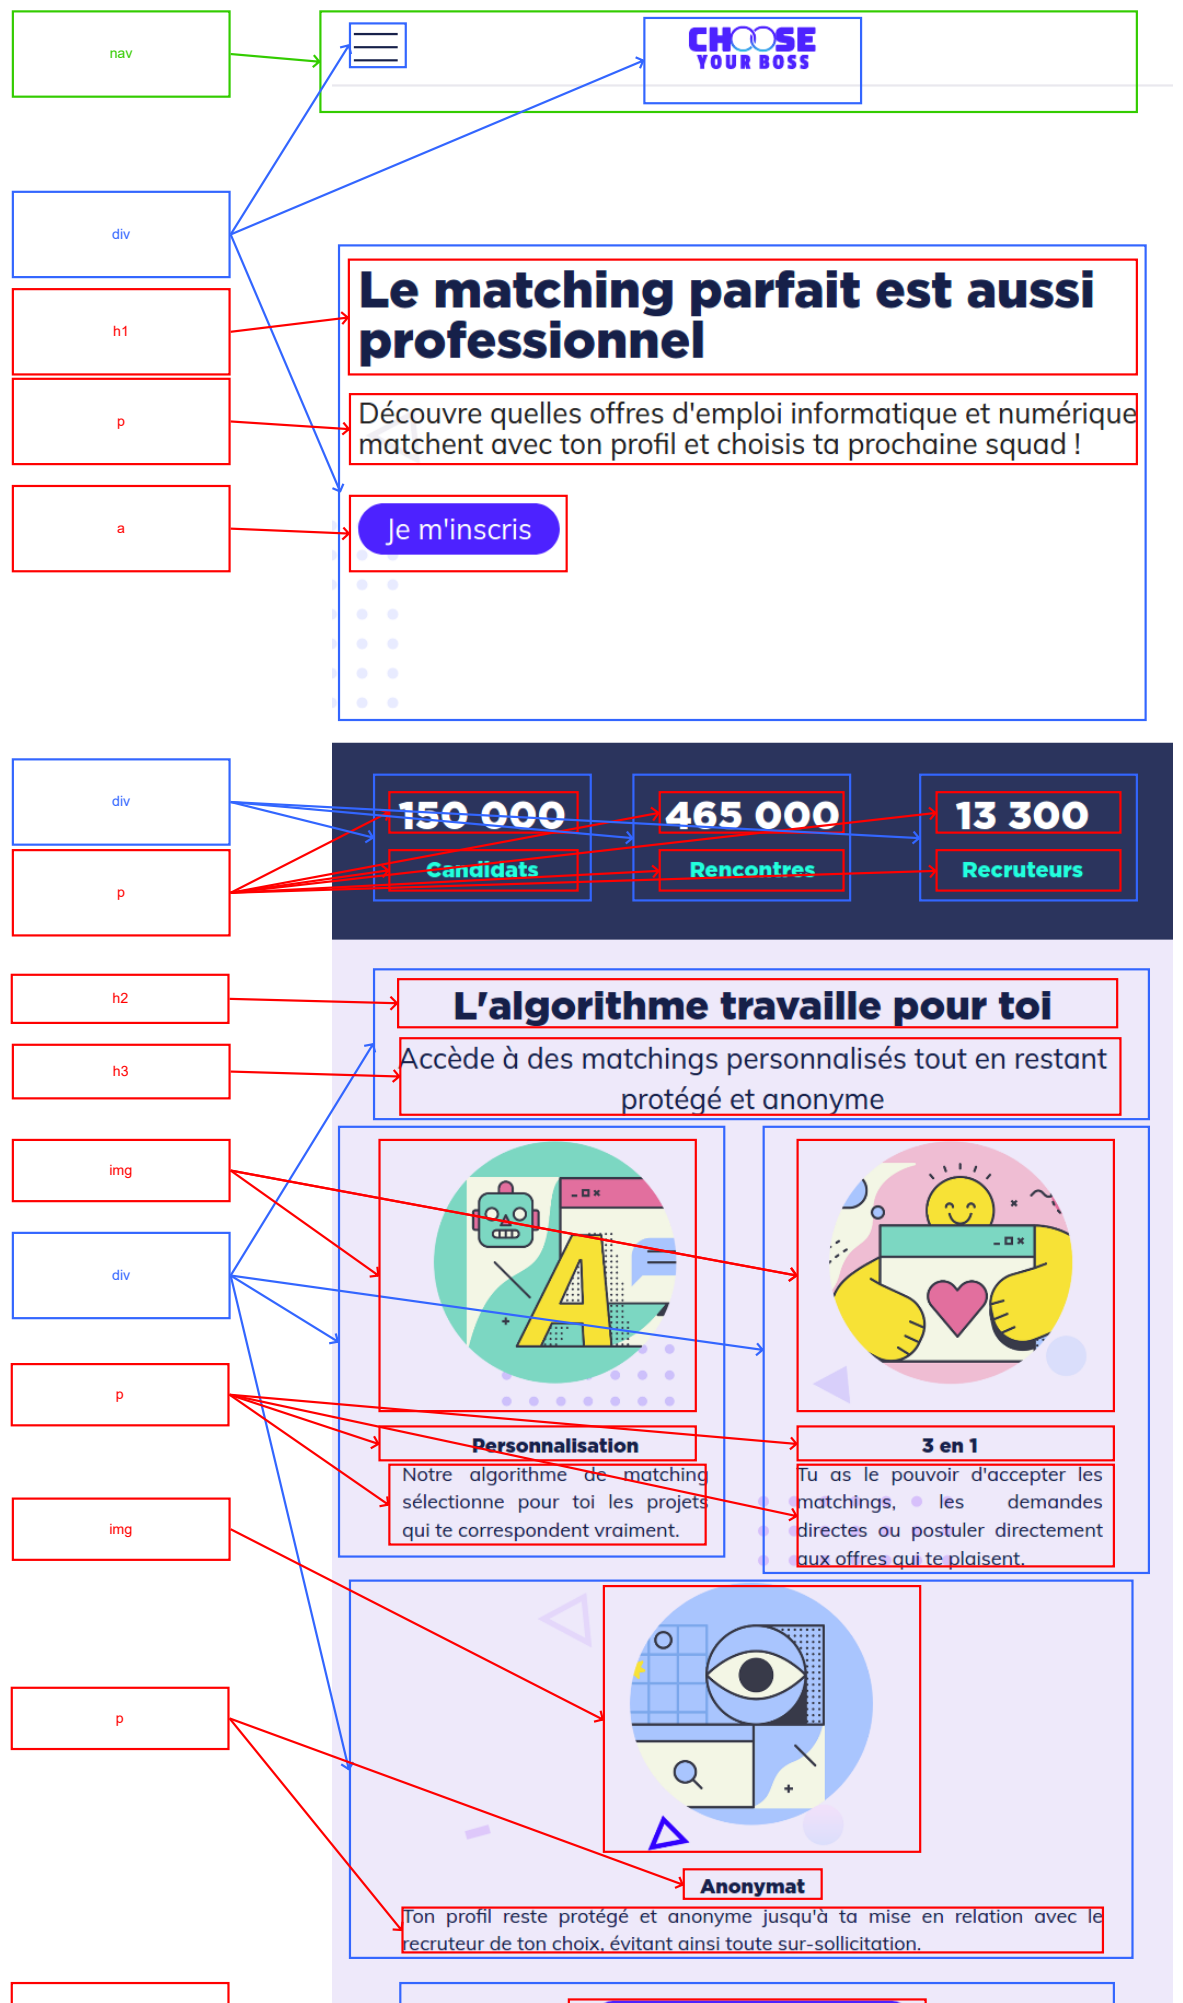 nav
CHOOSE
YOUR BOSS
div
h1
Le matching parfait est aussi
professionnel
p
Découvre quelles offres d'emploi informatique et numérique
matchent avec ton profil et choisis ta prochaine squad !
a
Je m'inscris
div
150 000
465 000
13 300
p
Candidats
Rencontres
Recruteurs
h2
L'algorithme travaille pour toi
h3
Accède à des matchings personnalisés tout en restant
protégé et anonyme
img
div
p
Personnalisation
Notre algorithme de matching
sélectionne pour toi les projets
qui te correspondent vraiment.
3 en 1
Tu as le pouvoir d'accepter les
matchings, les demandes
directes ou postuler directement
aux offres qui te plaisent.
img
p
Anonymat
Ton profil reste protégé et anonyme jusqu'à ta mise en relation avec le
recruteur de ton choix, évitant ainsi toute sur-sollicitation.